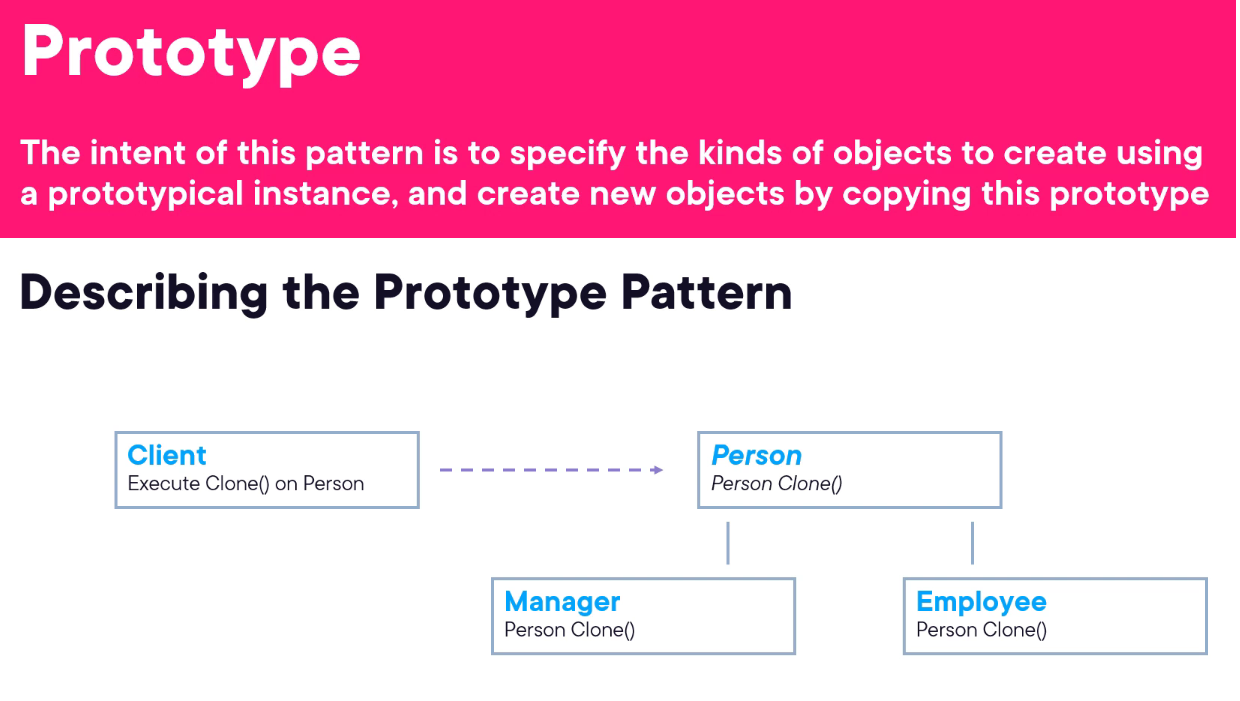 Prototype
The intent of this pattern is to specify the kinds of objects to create using
a prototypical instance, and create new objects by copying this prototype
Describing the Prototype Pattern
Client
Execute Clone() on Person
Person
Person Clone()
Manager
Person Clone()
Employee
Person Clone()